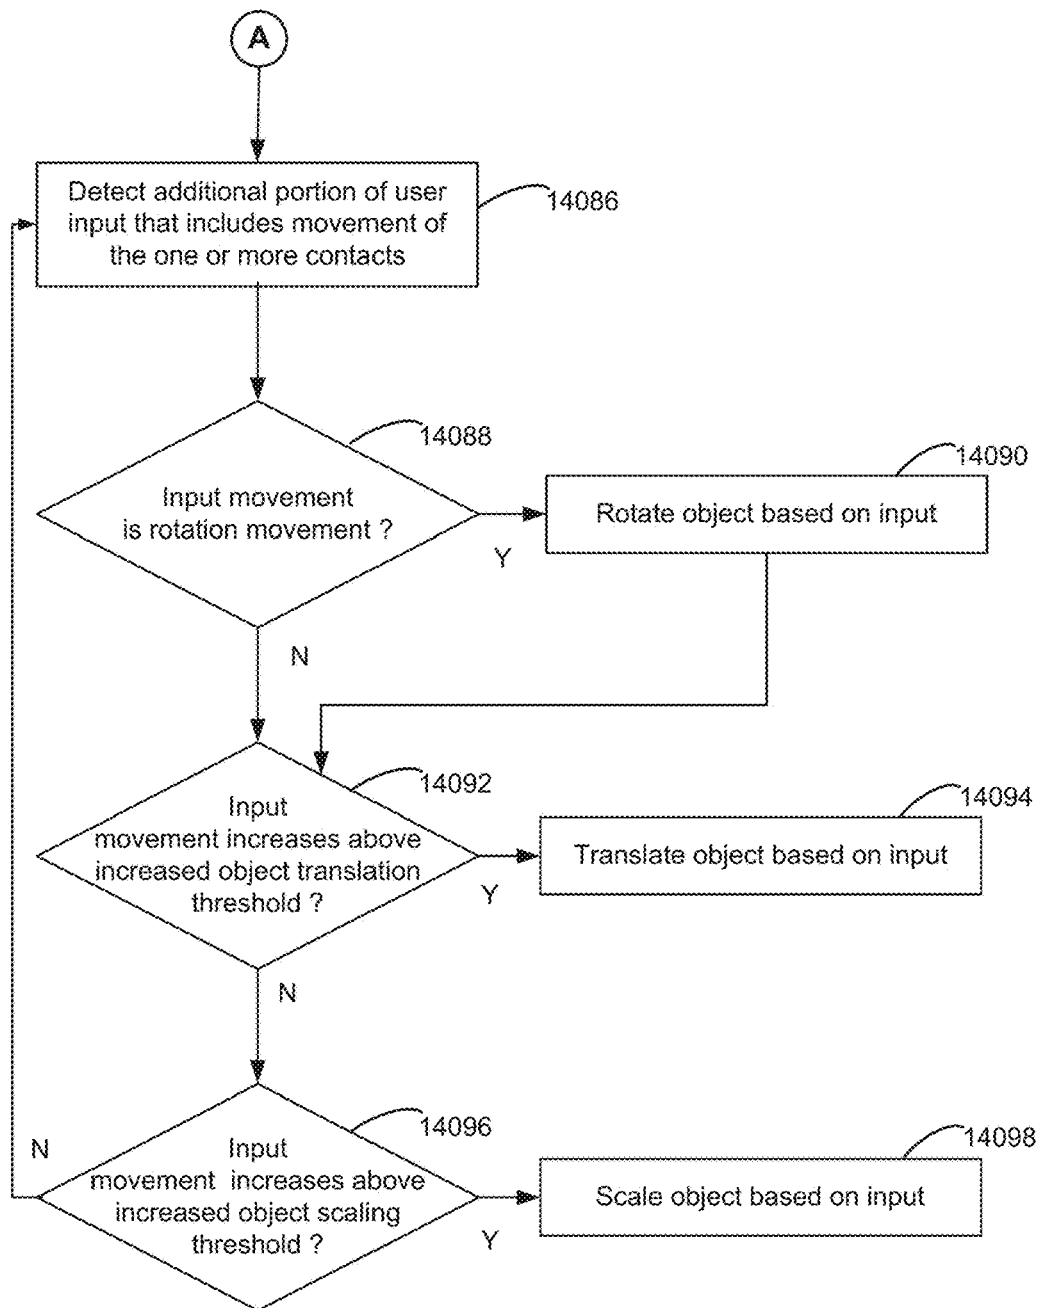 A
Detect additional portion of user
input that includes movement of
the one or more contacts
14086
14088
Input movement
is rotation movement ?
Y
14090
Rotate object based on input
N
14092
Input
movement increases above
increased object translation
threshold ?
Y
14094
Translate object based on input
N
14096
Input
movement increases above
increased object scaling
threshold ?
N
Y
14098
Scale object based on input